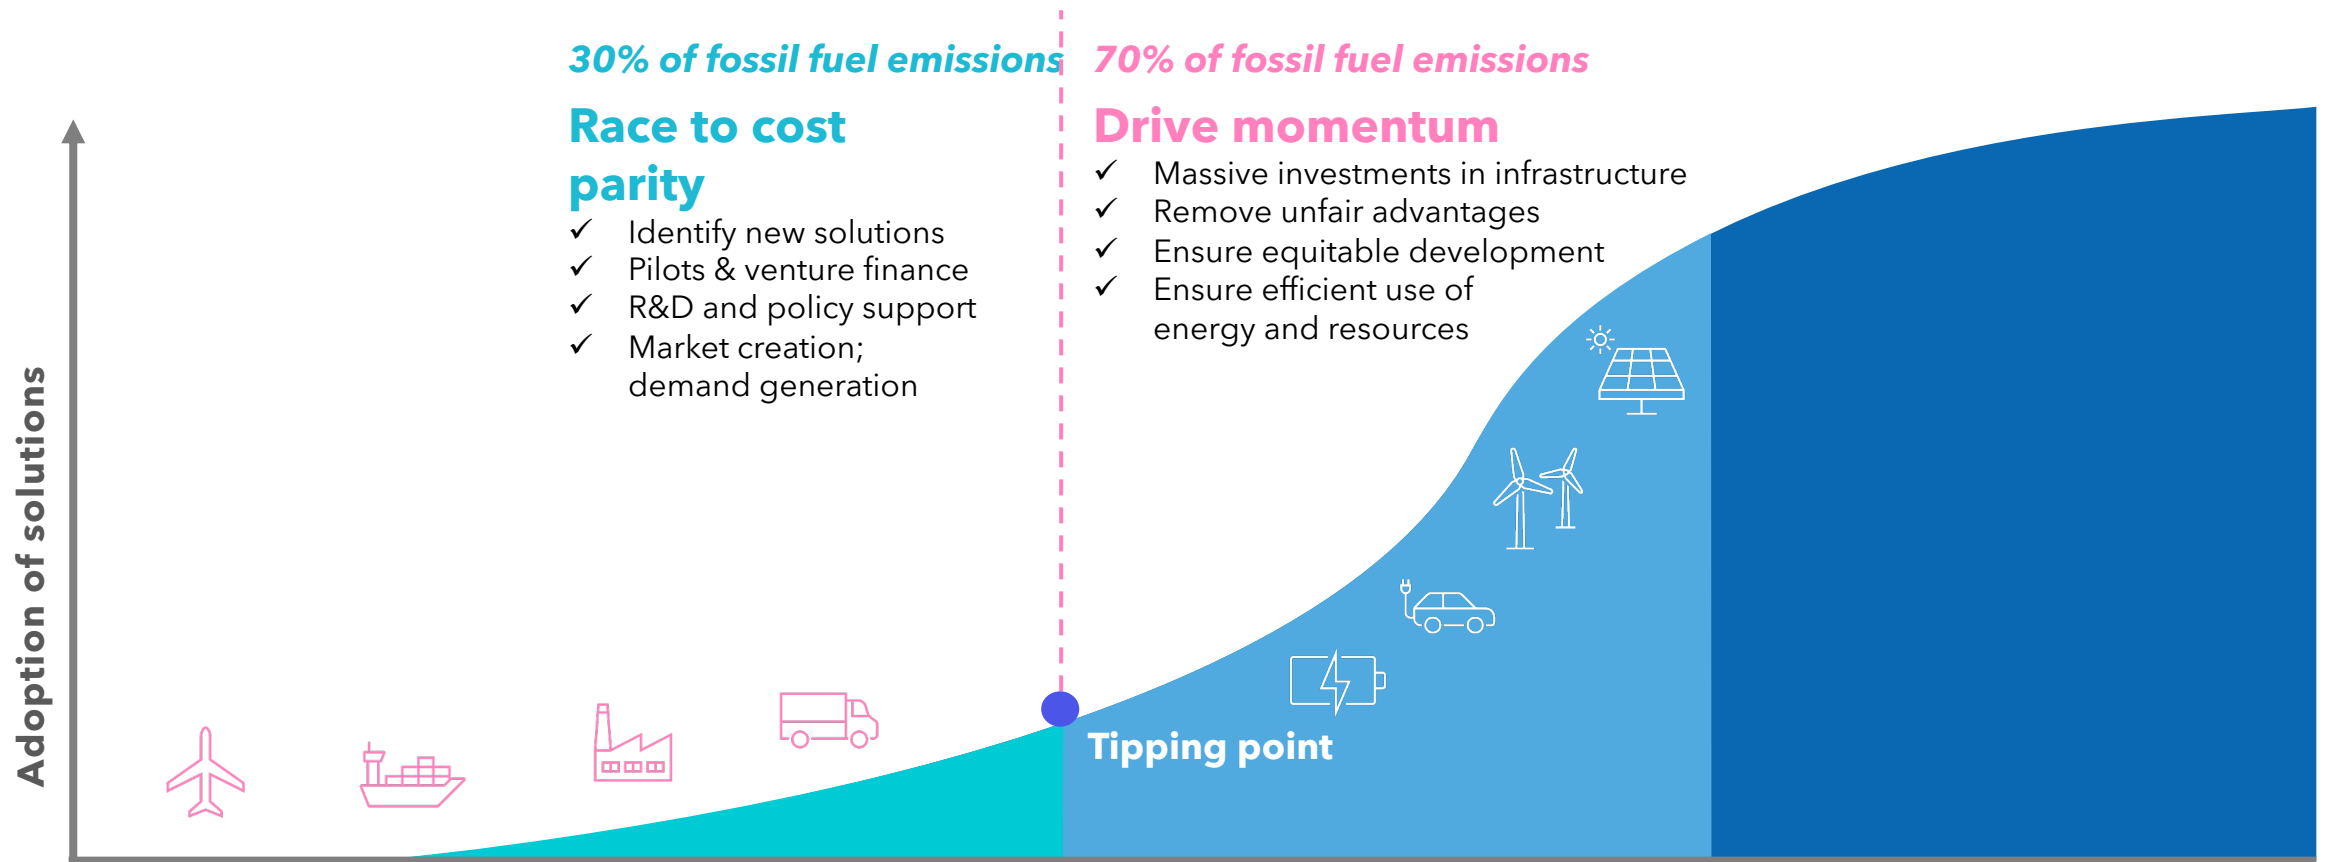 30% of fossil fuel emissions
Race to cost
parity
✓ Identify new solutions
✓ Pilots & venture finance
✓ R&D and policy support
✓ Market creation;
demand generation
70% of fossil fuel emissions
Drive momentum
✓ Massive investments in infrastructure
✓ Remove unfair advantages
✓ Ensure equitable development
✓ Ensure efficient use of
energy and resources
Adoption of solutions
Tipping point